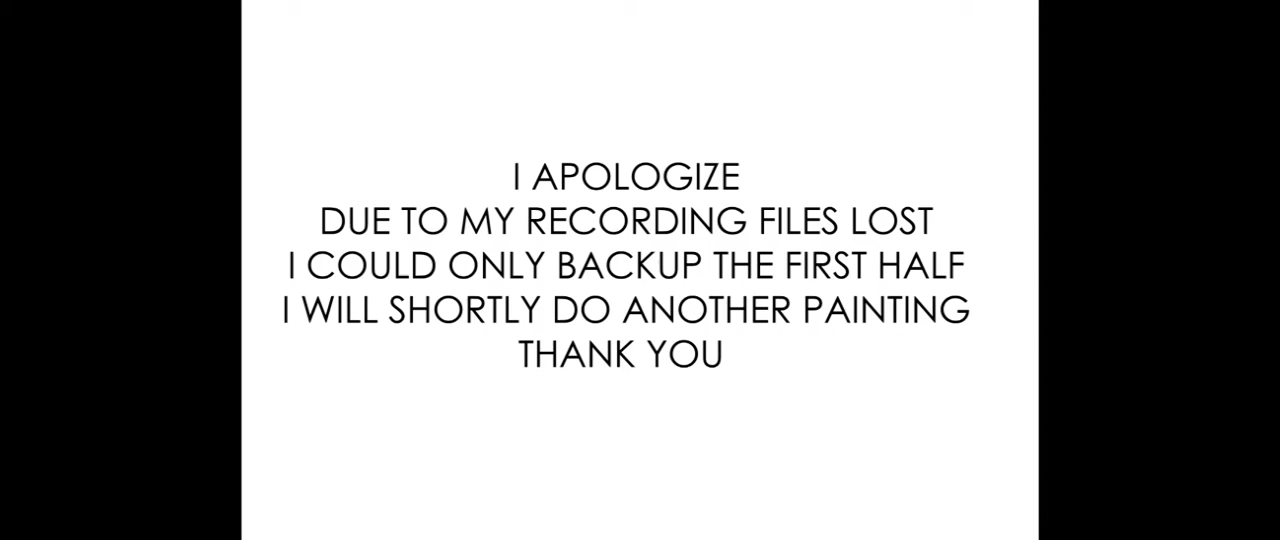 I APOLOGIZE
DUE TO MY RECORDING FILES LOST
I COULD ONLY BACKUP THE FIRST HALF
I WILL SHORTLY DO ANOTHER PAINTING
THANK YOU